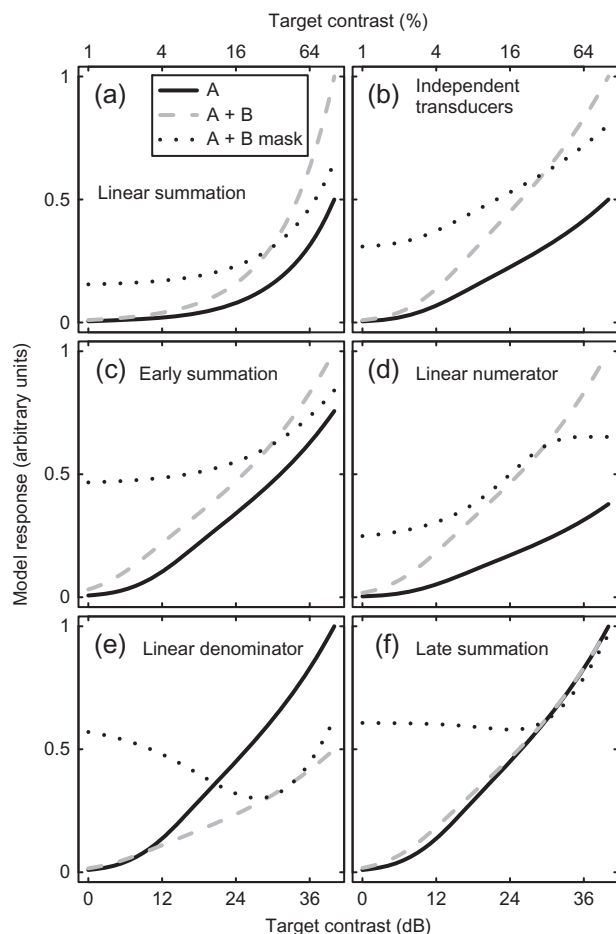 Target contrast (%)
1 4 16 64
1 4 16 64
(a)
A
A + B
A + B mask
Linear summation
(b)
Independent
transducers
1
0.5
0
(c)
Early summation
(d)
Linear numerator
1
0.5
0
(e)
Linear denominator
(f)
Late summation
1
0.5
0
Model response (arbitrary units)
0 12 24 36
0 12 24 36
Target contrast (dB)